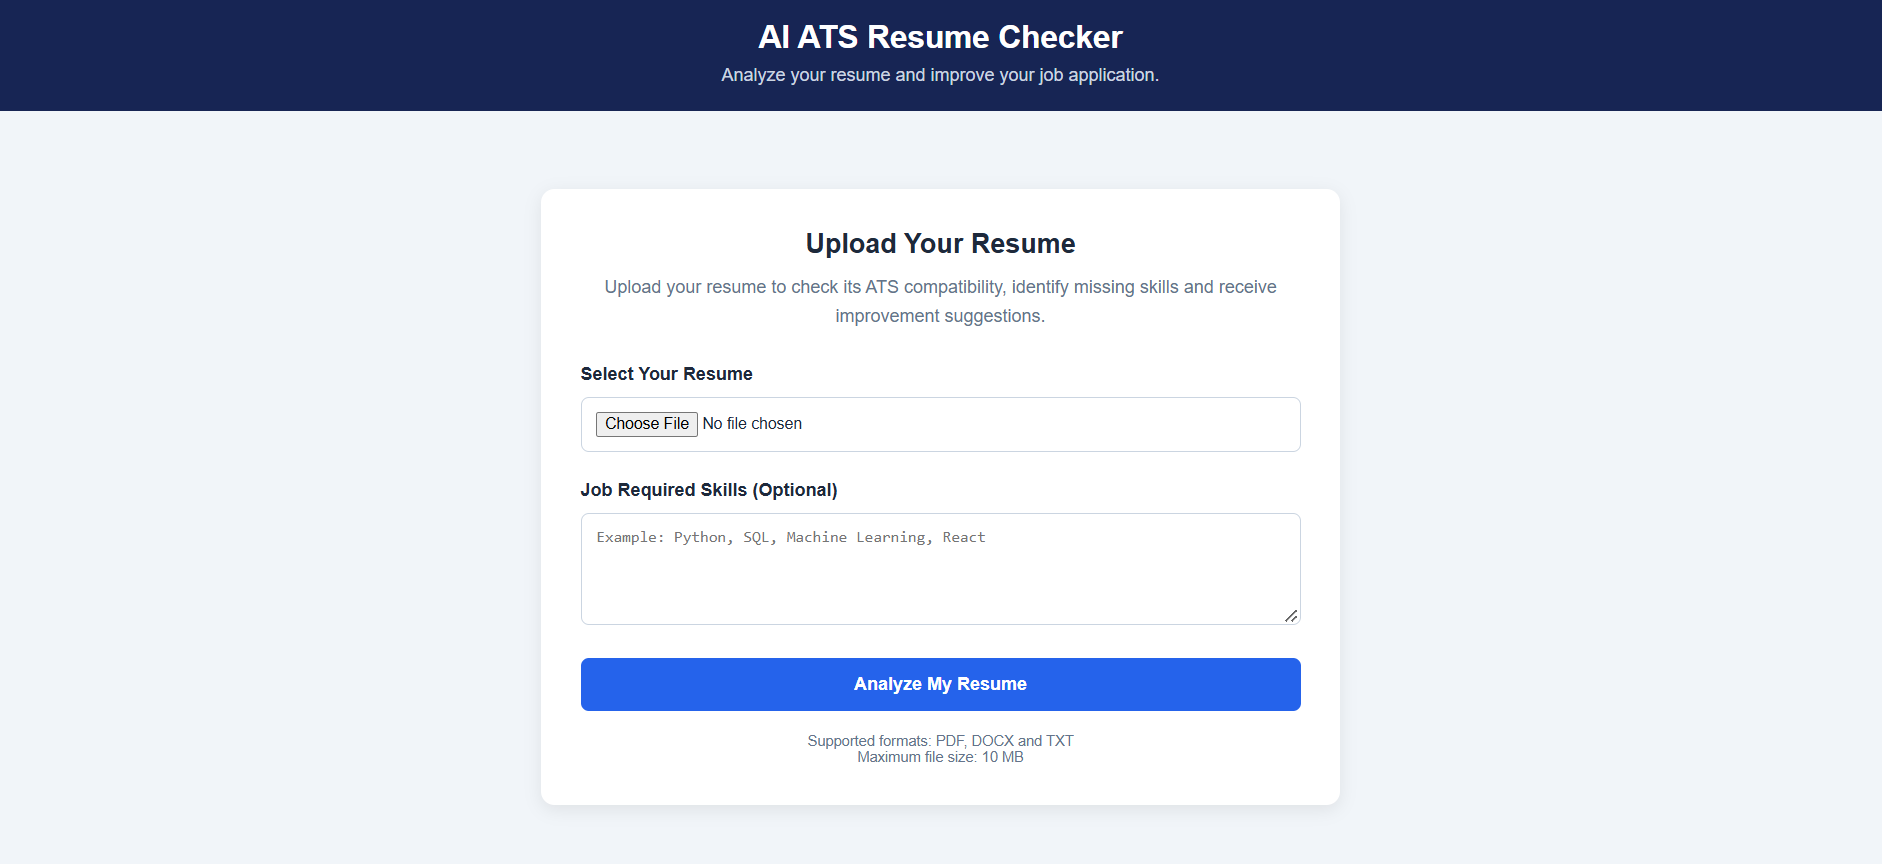 AI ATS Resume Checker
Analyze your resume and improve your job application.
Upload Your Resume
Upload your resume to check its ATS compatibility, identify missing skills and receive
improvement suggestions.
Select Your Resume
Choose File No file chosen
Job Required Skills (Optional)
Example: Python, SQL, Machine Learning, React
Analyze My Resume
Supported formats: PDF, DOCX and TXT
Maximum file size: 10 MB